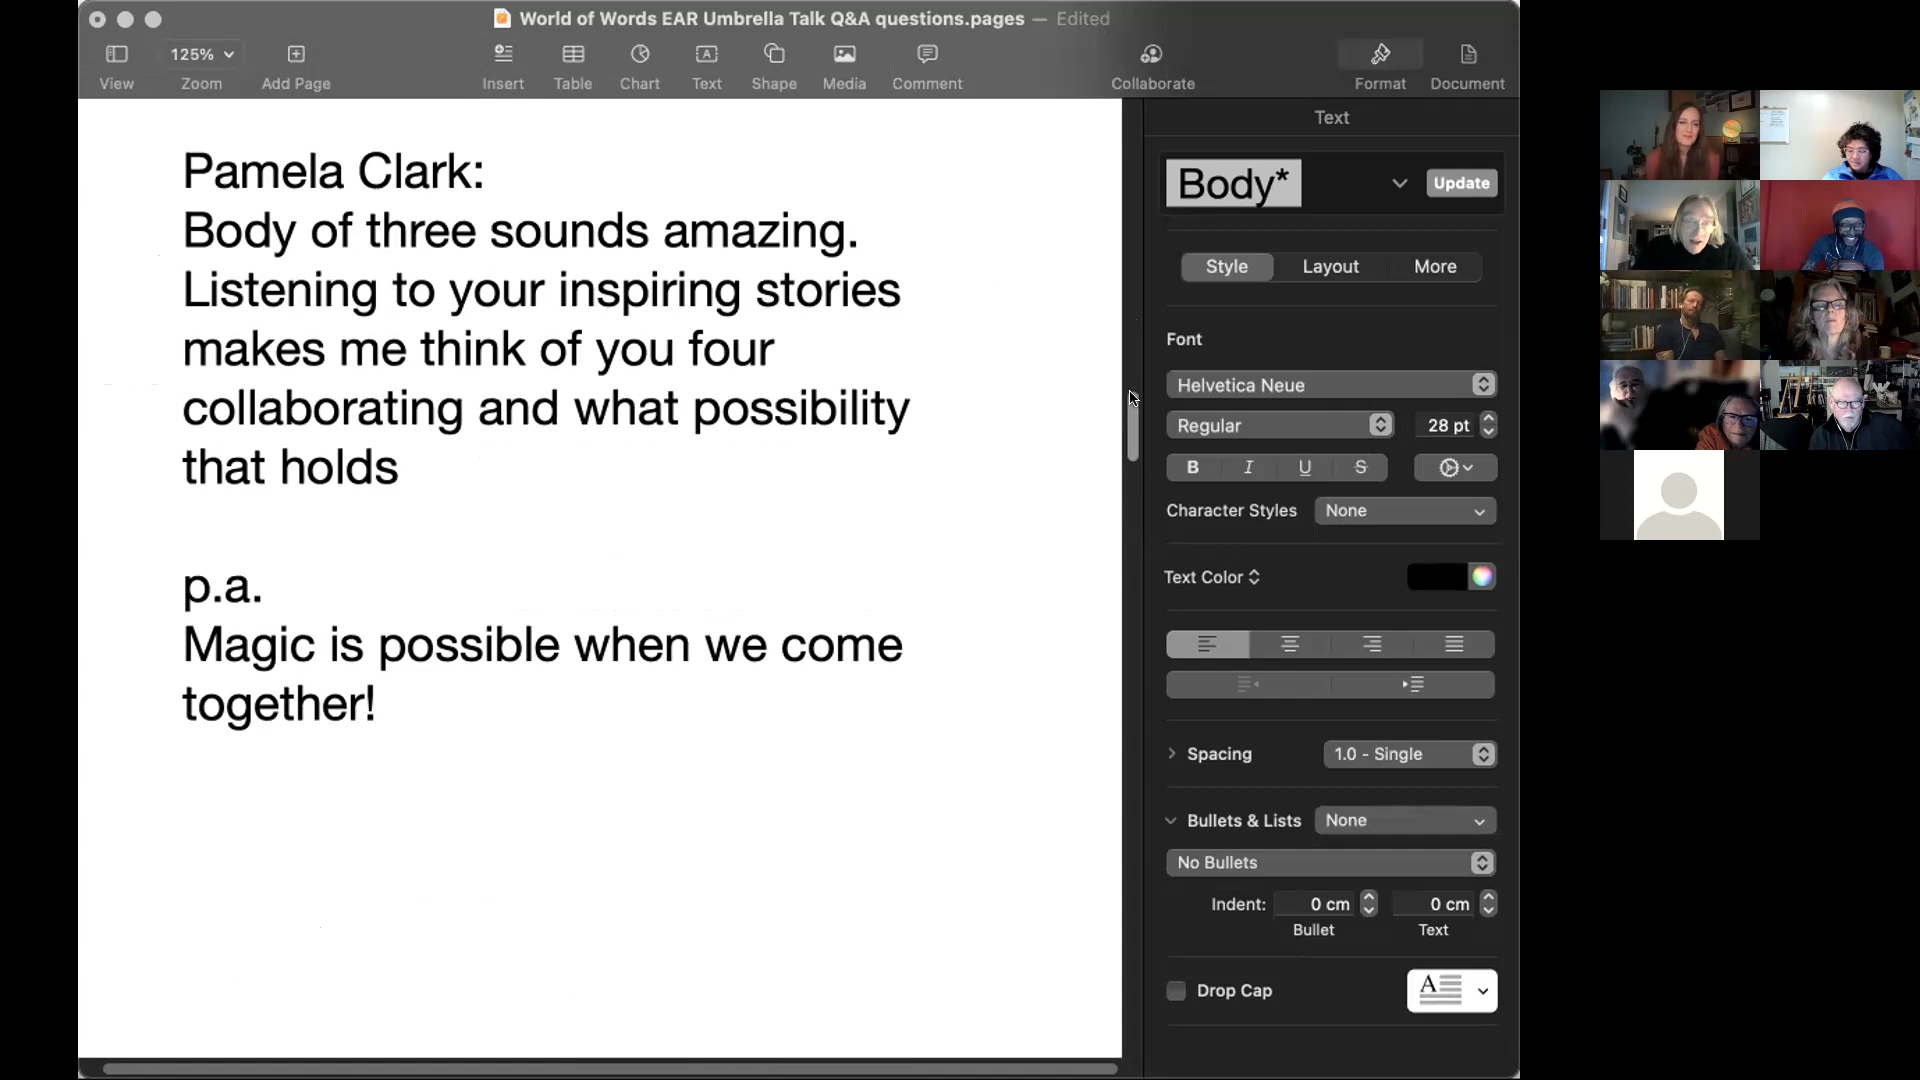 World of Words EAR Umbrella Talk Q&A questions.pages — Edited
125%
View Zoom Add Page Insert Table Chart Text Shape Media Comment Collaborate Format Document
Pamela Clark:
Body of three sounds amazing.
Listening to your inspiring stories
makes me think of you four
collaborating and what possibility
that holds
p.a.
Magic is possible when we come
together!
Text
Body*
Update
Style Layout More
Font
Helvetica Neue
Regular 28 pt
B I U S
Character Styles None
Text Color
Spacing 1.0 - Single
Bullets & Lists None
No Bullets
Indent: 0 cm 0 cm
Bullet Text
Drop Cap A